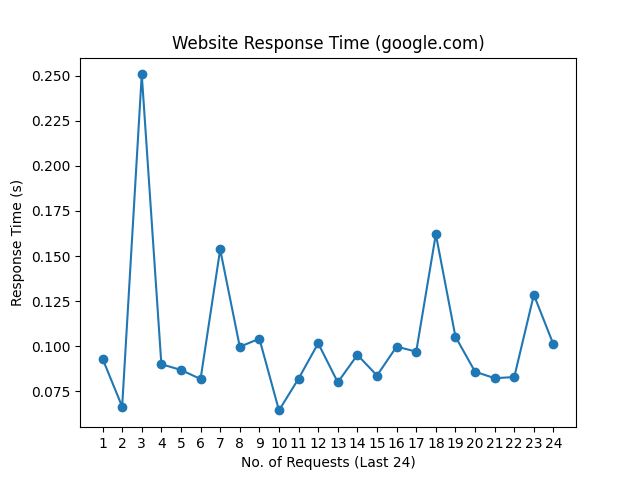 Website Response Time (google.com)
Response Time (s)
0.250
0.225
0.200
0.175
0.150
0.125
0.100
0.075
1 2 3 4 5 6 7 8 9 10 11 12 13 14 15 16 17 18 19 20 21 22 23 24
No. of Requests (Last 24)